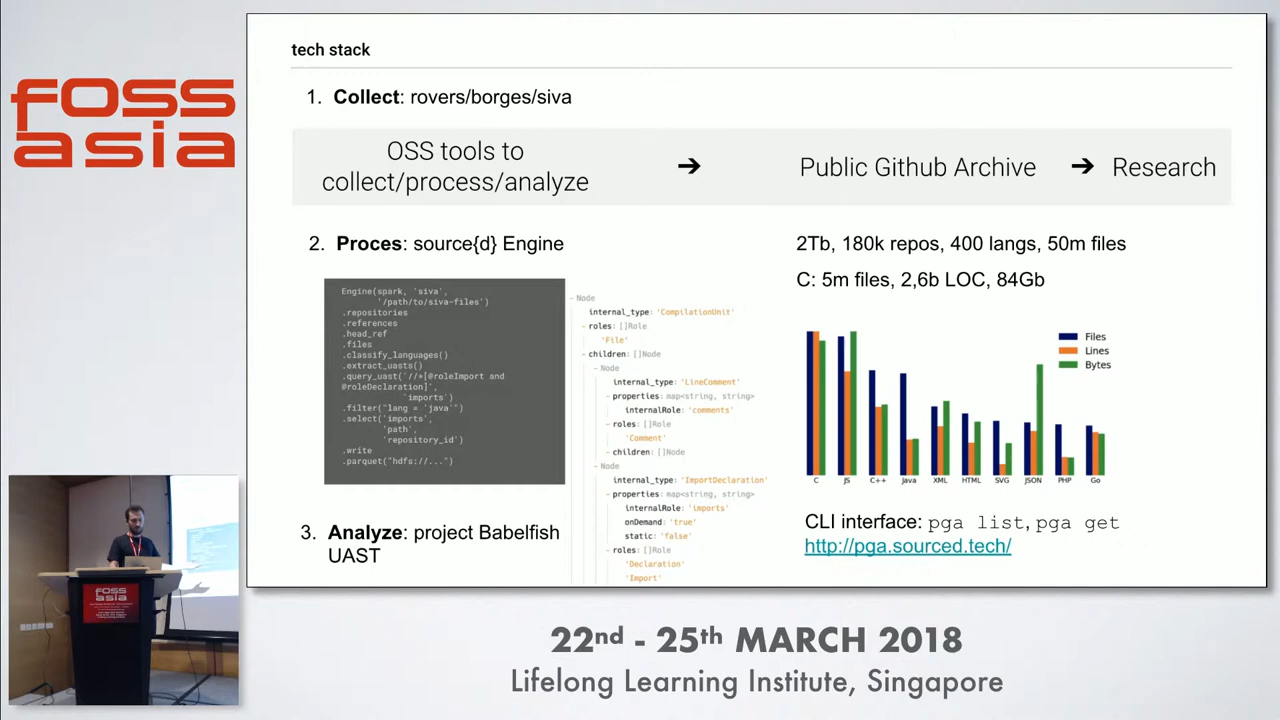 foss
asia
tech stack
1. Collect: rovers/borges/siva
OSS tools to
collect/process/analyze
➔
Public Github Archive
➔
Research
2. Proces: source{d} Engine
Engine(spark, 'siva',
'/path/to/siva-files')
.repositories
.references
.head_ref
.files
.classify_languages()
.extract_uasts()
.query_uast('//*[@roleImport and
@roleDeclaration]',
'imports')
.filter("lang = 'java'")
.select('imports',
'path',
'repository_id')
.write
.parquet("hdfs://...")
3. Analyze: project Babelfish
UAST
Node
internal_type: 'CompilationUnit'
roles: []Role
'File'
children: []Node
Node
internal_type: 'LineComment'
properties: map<string, string>
internalRole: 'comments'
roles: []Role
'Comment'
children: []Node
Node
internal_type: 'ImportDeclaration'
properties: map<string, string>
internalRole: 'imports'
onDemand: 'true'
static: 'false'
roles: []Role
'Declaration'
'Import'
2Tb, 180k repos, 400 langs, 50m files
C: 5m files, 2,6b LOC, 84Gb
Files
Lines
Bytes
C JS C++ Java XML HTML SVG JSON PHP Go
CLI interface: pga list, pga get
http://pga.sourced.tech/
foss
asia
22nd - 25th MARCH 2018
Lifelong Learning Institute, Singapore